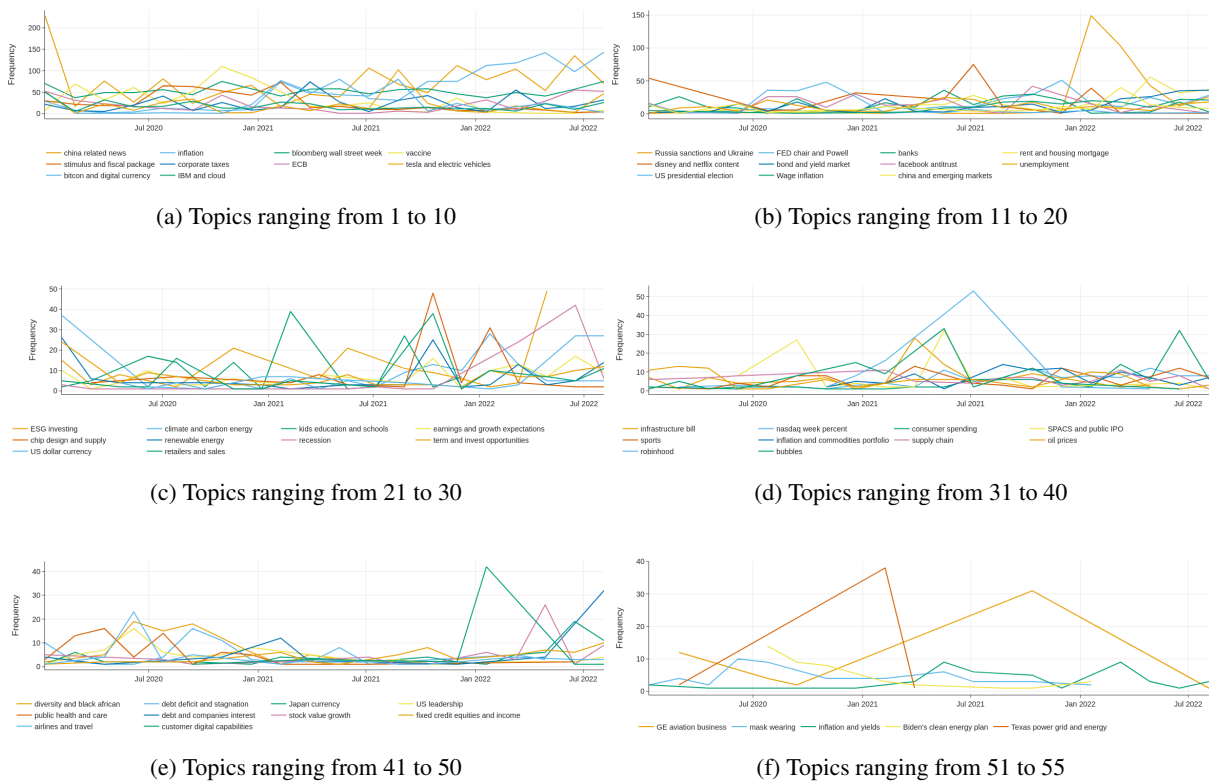 Frequency
200
150
100
50
0
Jul 2020
Jan 2021
Jul 2021
Jan 2022
Jul 2022
china related news
inflation
bloomberg wall street week
vaccine
stimulus and fiscal package
corporate taxes
ECB
tesla and electric vehicles
bitcon and digital currency
IBM and cloud
(a) Topics ranging from 1 to 10
Frequency
150
100
50
0
Jul 2020
Jan 2021
Jul 2021
Jan 2022
Jul 2022
Russia sanctions and Ukraine
FED chair and Powell
banks
rent and housing mortgage
disney and netflix content
bond and yield market
facebook antitrust
unemployment
US presidential election
Wage inflation
china and emerging markets
(b) Topics ranging from 11 to 20
Frequency
50
40
30
20
10
0
Jul 2020
Jan 2021
Jul 2021
Jan 2022
Jul 2022
ESG investing
climate and carbon energy
kids education and schools
earnings and growth expectations
chip design and supply
renewable energy
recession
term and invest opportunities
US dollar currency
retailers and sales
(c) Topics ranging from 21 to 30
Frequency
50
40
30
20
10
0
Jul 2020
Jan 2021
Jul 2021
Jan 2022
Jul 2022
infrastructure bill
nasdaq week percent
consumer spending
SPACS and public IPO
sports
inflation and commodities portfolio
supply chain
oil prices
robinhood
bubbles
(d) Topics ranging from 31 to 40
Frequency
40
30
20
10
0
Jul 2020
Jan 2021
Jul 2021
Jan 2022
Jul 2022
diversity and black african
debt deficit and stagnation
Japan currency
US leadership
public health and care
debt and companies interest
stock value growth
fixed credit equities and income
airlines and travel
customer digital capabilities
(e) Topics ranging from 41 to 50
Frequency
40
30
20
10
0
Jul 2020
Jan 2021
Jul 2021
Jan 2022
Jul 2022
GE aviation business
mask wearing
inflation and yields
Biden's clean energy plan
Texas power grid and energy
(f) Topics ranging from 51 to 55